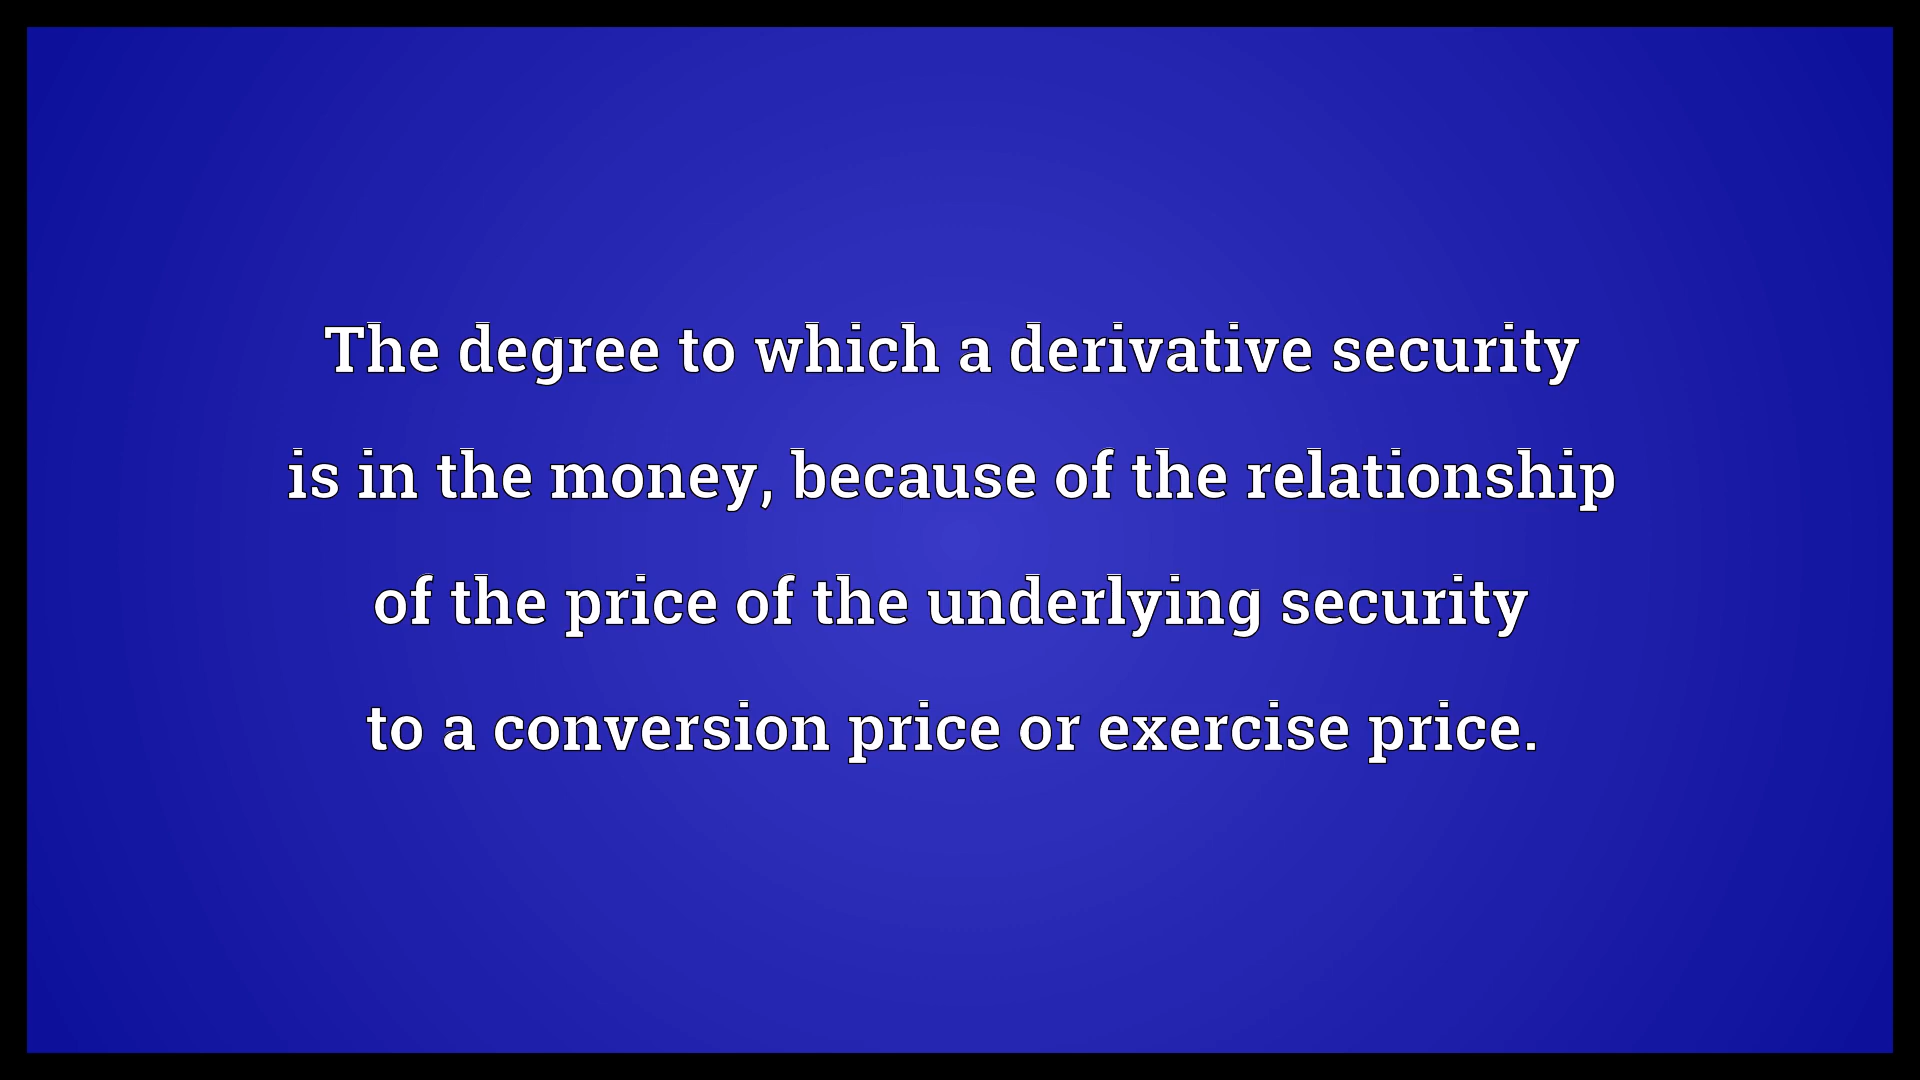 The degree to which a derivative security
is in the money, because of the relationship
of the price of the underlying security
to a conversion price or exercise price.